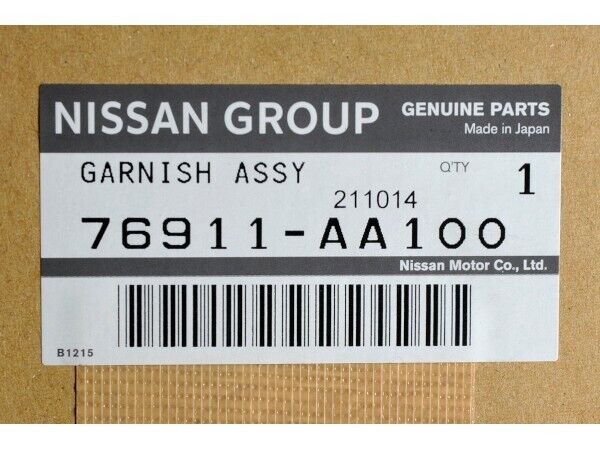 NISSAN GROUP
GENUINE PARTS
Made in Japan
GARNISH ASSY
Q'TY
1
211014
76911-AA100
Nissan Motor Co., Ltd.
B1215